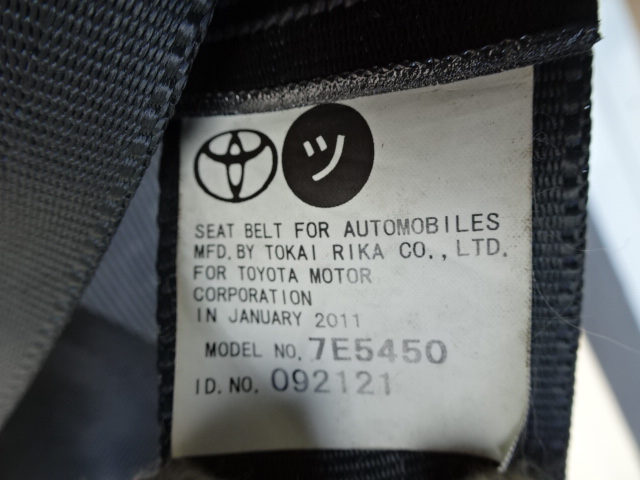 ツ
SEAT BELT FOR AUTOMOBILES
MFD. BY TOKAI RIKA CO., LTD.
FOR TOYOTA MOTOR
CORPORATION
IN JANUARY 2011
MODEL NO. 7E5450
I D. NO. 092121